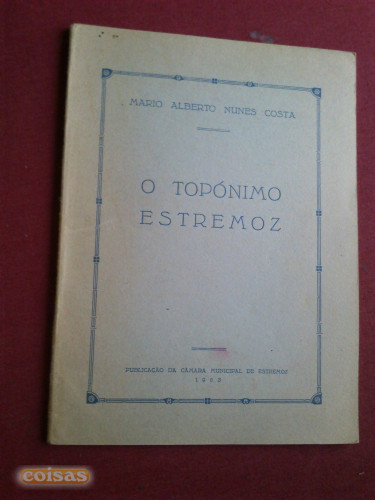 MARIO ALBERTO NUNES COSTA
O TOPÓNIMO
ESTREMOZ
PUBLICAÇÃO DA CÂMARA MUNICIPAL DE ESTREMOZ
coisas